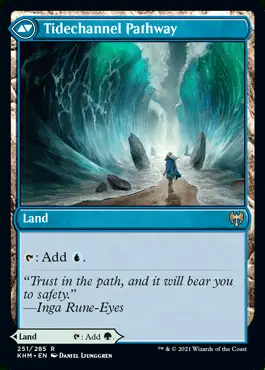 Tidechannel Pathway
Land
: Add .
“Trust in the path, and it will bear you
to safety.”
—Inga Rune-Eyes
Land : Add .
251/285 R
KHM • EN Daniel Ljunggren
™ & © 2021 Wizards of the Coast